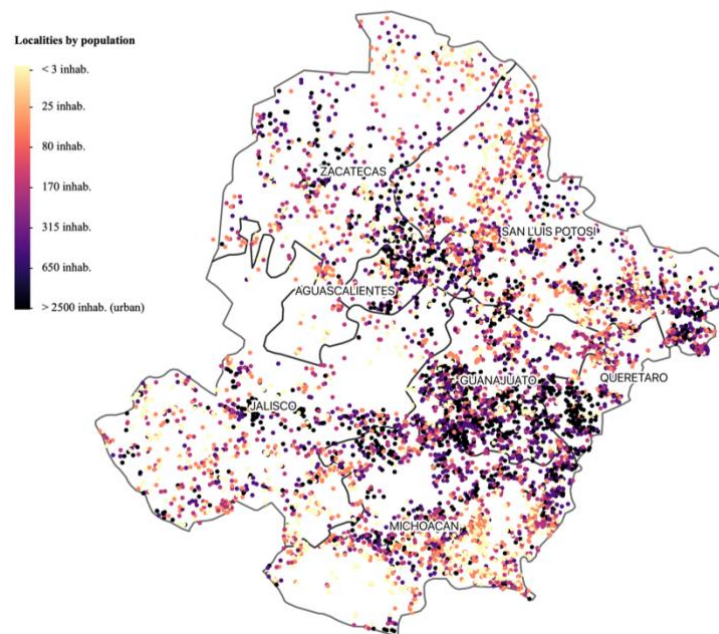 Localities by population
< 3 inhab.
25 inhab.
80 inhab.
170 inhab.
315 inhab.
650 inhab.
> 2500 inhab. (urban)
ZACATECAS
SAN LUIS POTOSÍ
AGUASCALIENTES
GUANAJUATO
QUERETARO
JALISCO
MICHOACAN